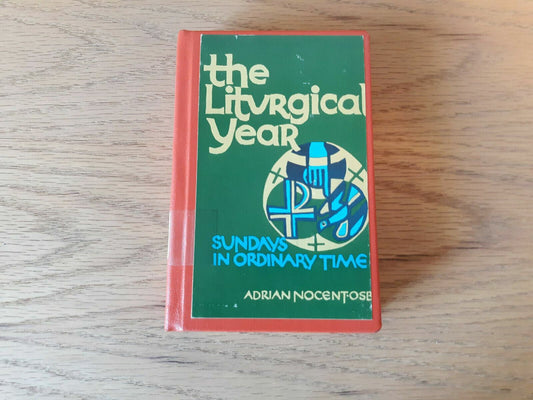 the
Liturgical
Year
SUNDAYS
IN ORDINARY TIME
ADRIAN NOCENT·OSB